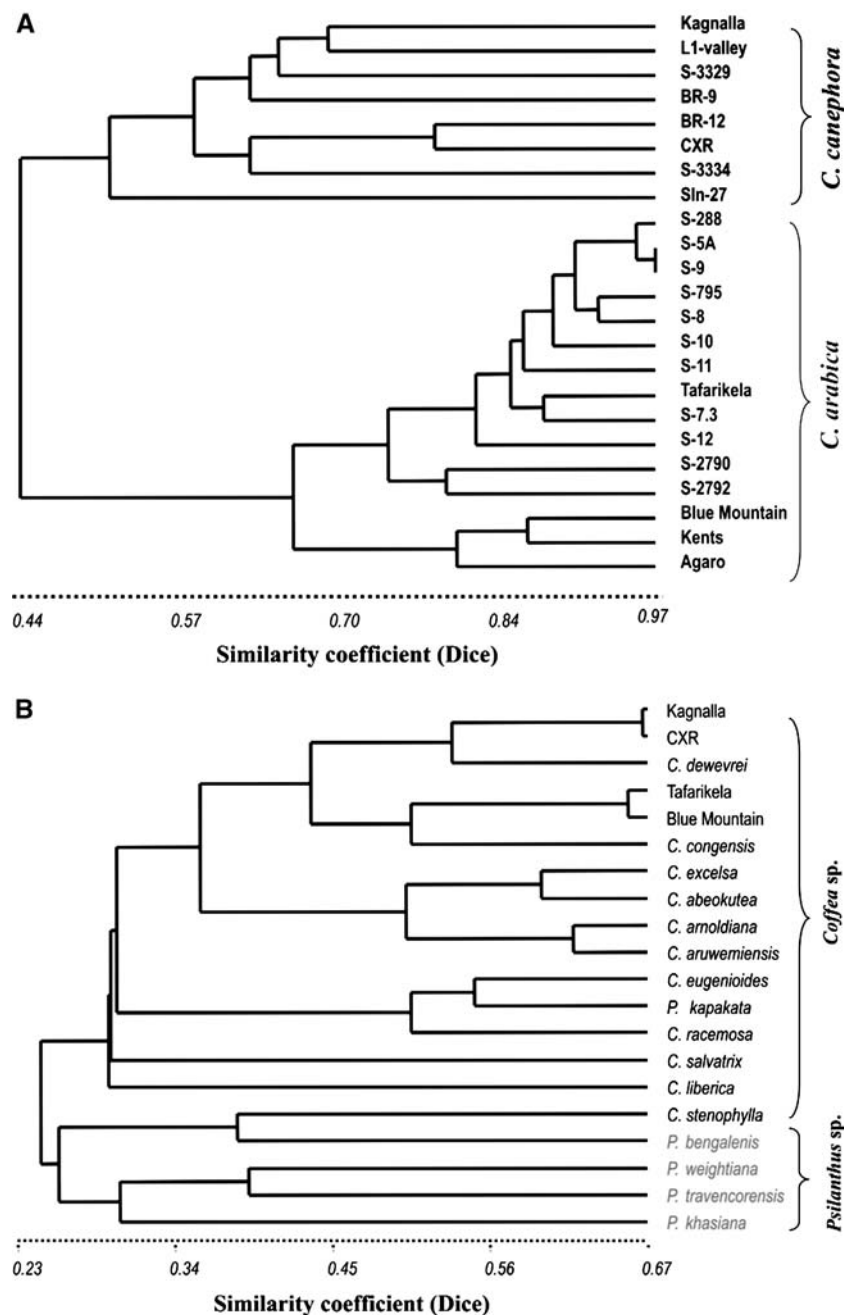 A
Kagnalla
L1-valley
S-3329
BR-9
BR-12
CXR
S-3334
Sln-27
C. canephora
S-288
S-5A
S-9
S-795
S-8
S-10
S-11
Tafarikela
S-7.3
S-12
S-2790
S-2792
Blue Mountain
Kents
Agaro
C. arabica
0.44 0.57 0.70 0.84 0.97
Similarity coefficient (Dice)
B
Kagnalla
CXR
C. dewevrei
Tafarikela
Blue Mountain
C. congensis
C. excelsa
C. abeokutea
C. arnoldiana
C. aruwemiensis
C. eugenioides
P. kapakata
C. racemosa
C. salvatrix
C. liberica
C. stenophylla
Coffea sp.
P. bengalenis
P. weightiana
P. travencorensis
P. khasiana
Psilanthus sp.
0.23 0.34 0.45 0.56 0.67
Similarity coefficient (Dice)